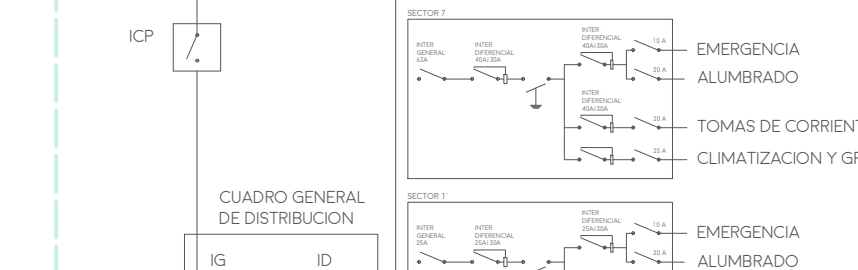 ICP
CUADRO GENERAL
DE DISTRIBUCION
IG
ID
SECTOR 7
INTER
GENERAL
63A
INTER
DIFERENCIAL
40A/30A
INTER
DIFERENCIAL
40A/30A
10 A
EMERGENCIA
20 A
ALUMBRADO
INTER
DIFERENCIAL
40A/30A
20 A
TOMAS DE CORRIENT
25 A
CLIMATIZACION Y
SECTOR 1'
INTER
GENERAL
25A
INTER
DIFERENCIAL
25A/30A
INTER
DIFERENCIAL
25A/30A
10 A
EMERGENCIA
20 A
ALUMBRADO